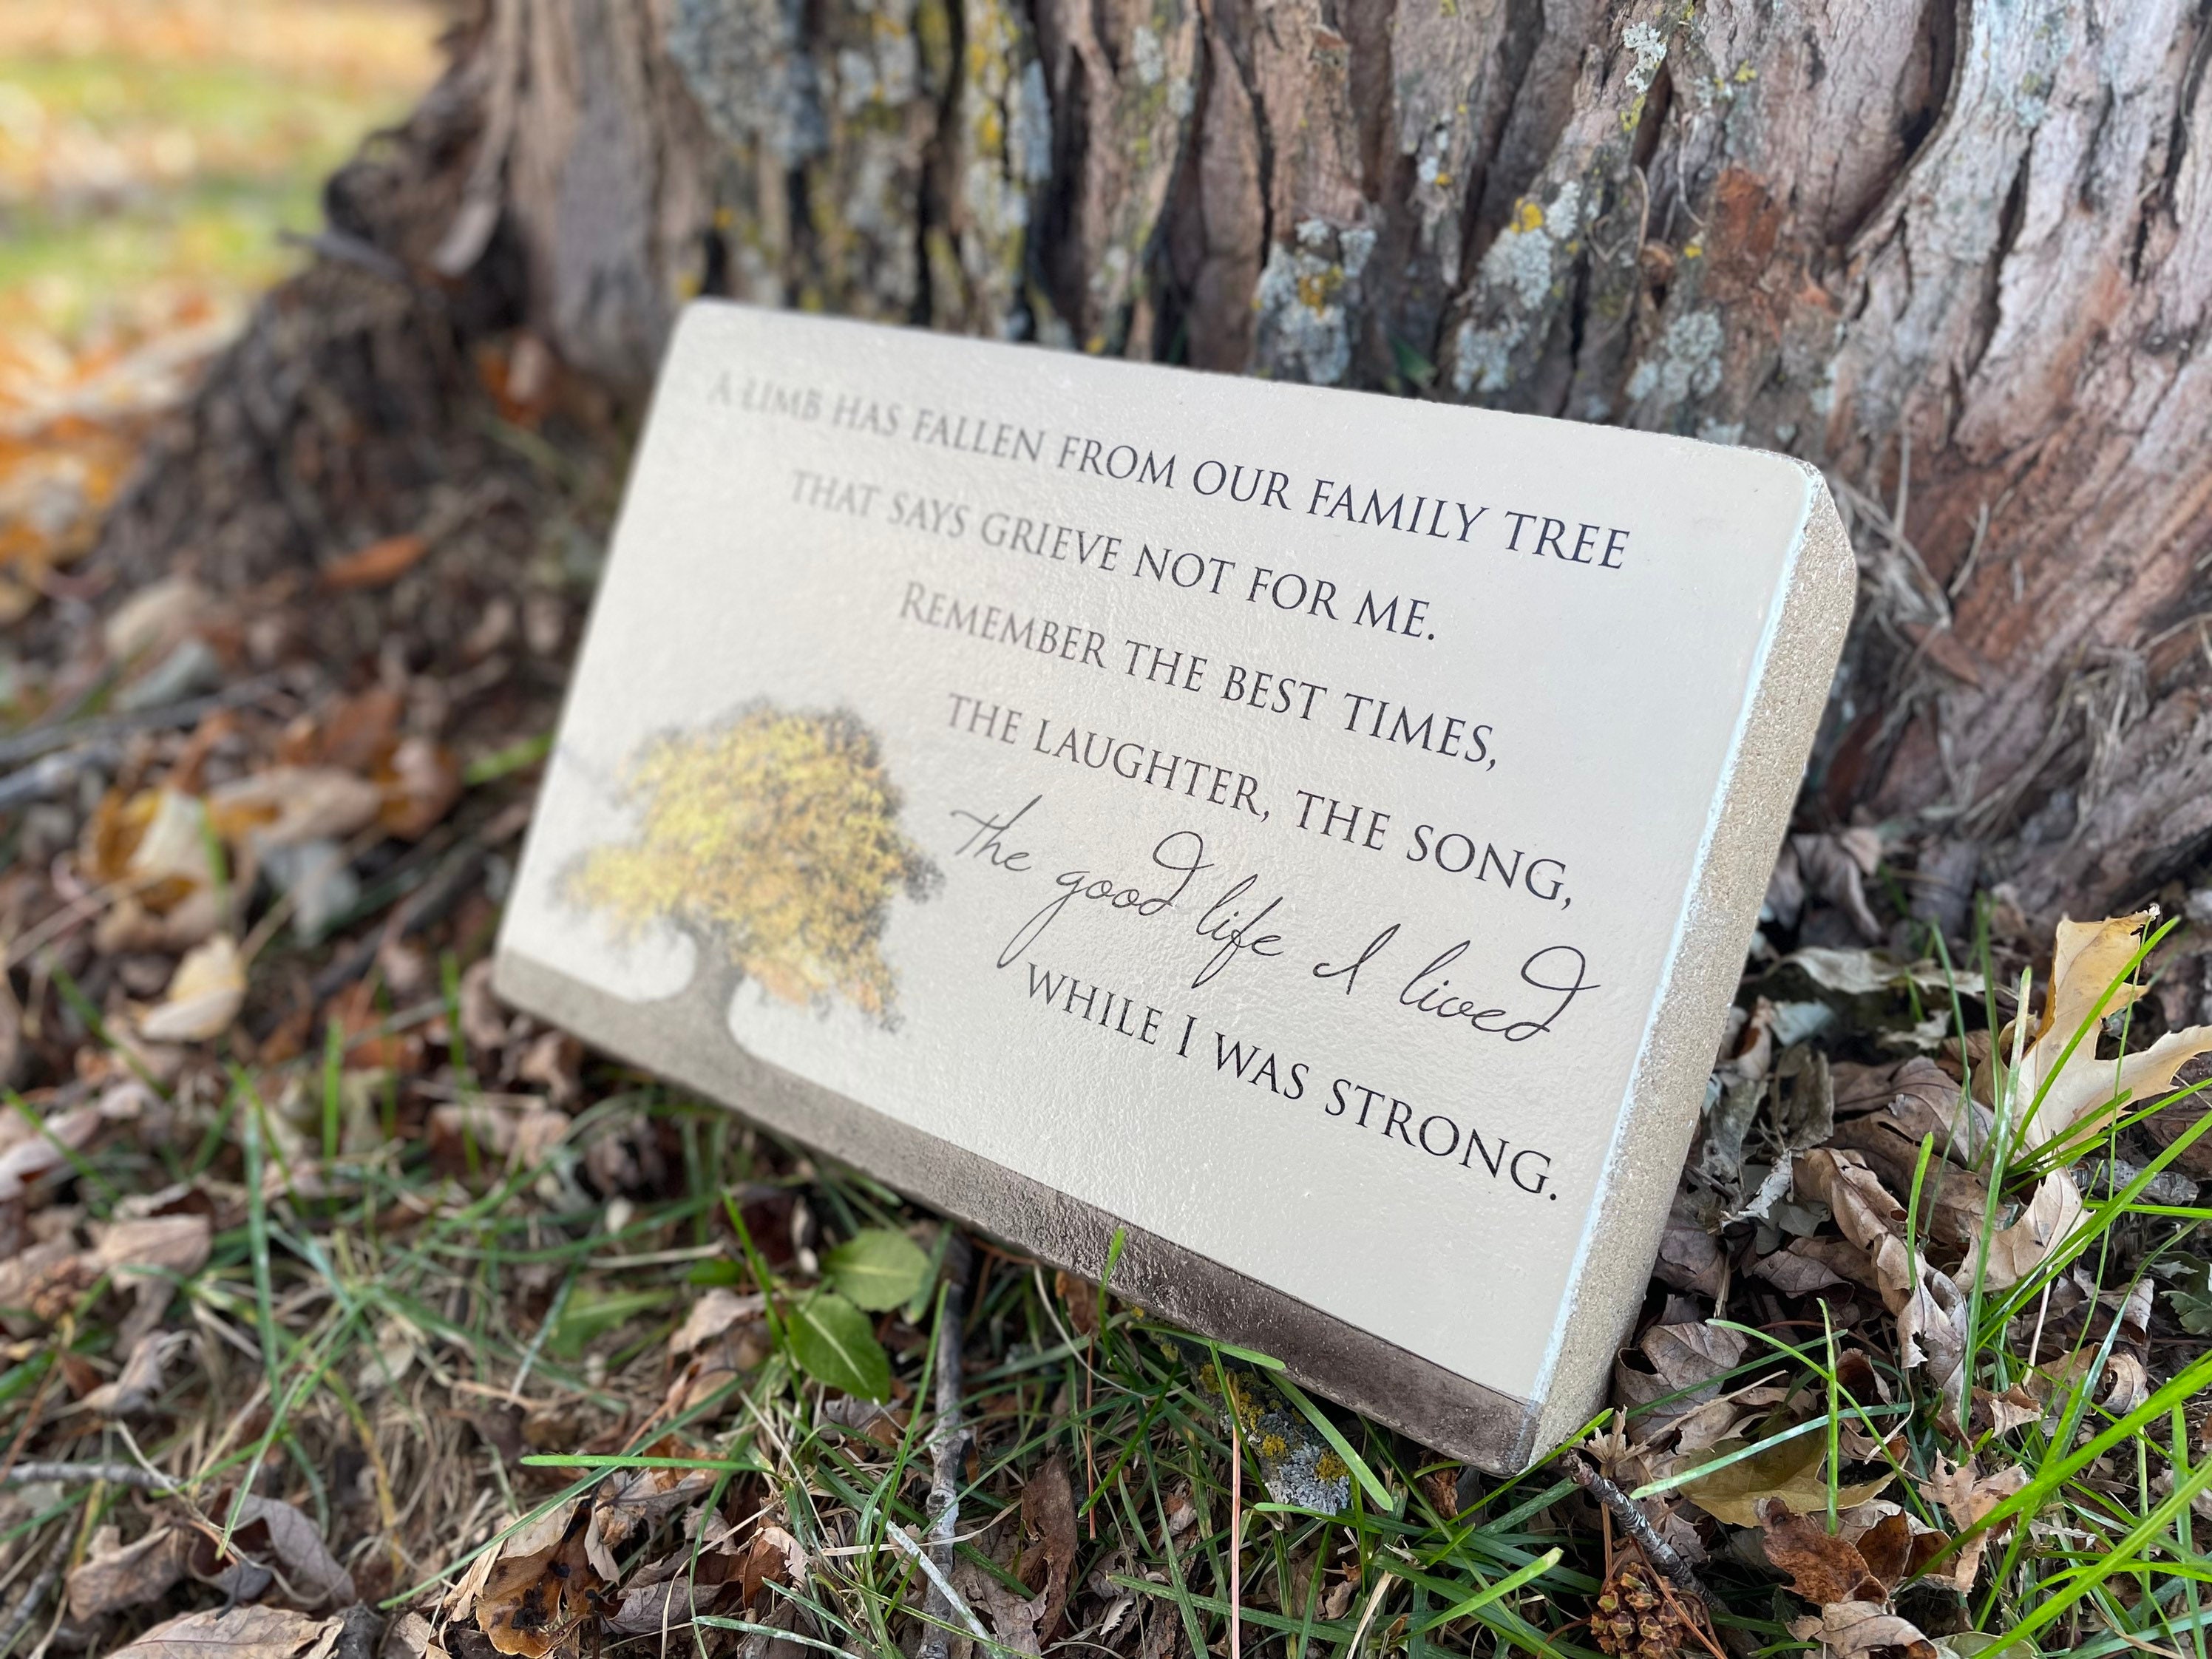 A LIMB HAS FALLEN FROM OUR FAMILY TREE
THAT SAYS GRIEVE NOT FOR ME.
REMEMBER THE BEST TIMES,
THE LAUGHTER, THE SONG,
the good life I lived
WHILE I WAS STRONG.